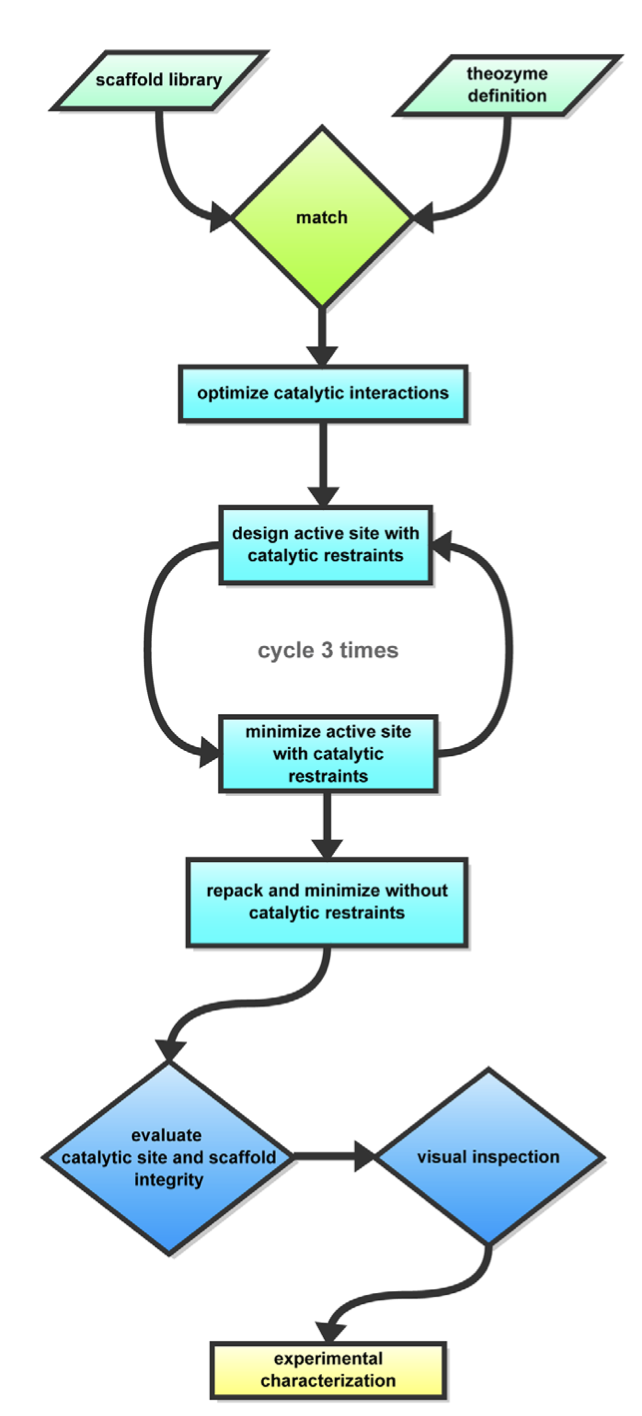 scaffold library
theozyme
definition
match
optimize catalytic interactions
design active site with
catalytic restraints
cycle 3 times
minimize active site
with catalytic
restraints
repack and minimize without
catalytic restraints
evaluate
catalytic site and scaffold
integrity
visual inspection
experimental
characterization